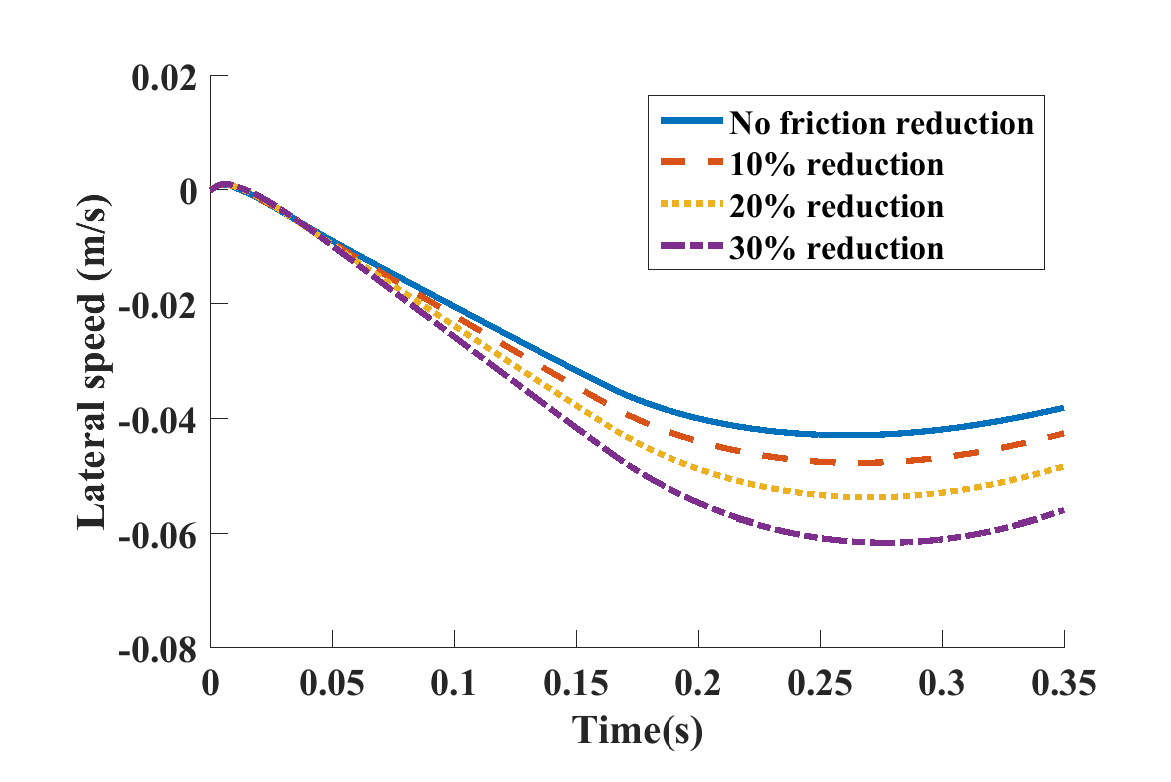 0.02
0
-0.02
-0.04
-0.06
-0.08
Lateral speed (m/s)
No friction reduction
10% reduction
20% reduction
30% reduction
0 0.05 0.1 0.15 0.2 0.25 0.3 0.35
Time(s)